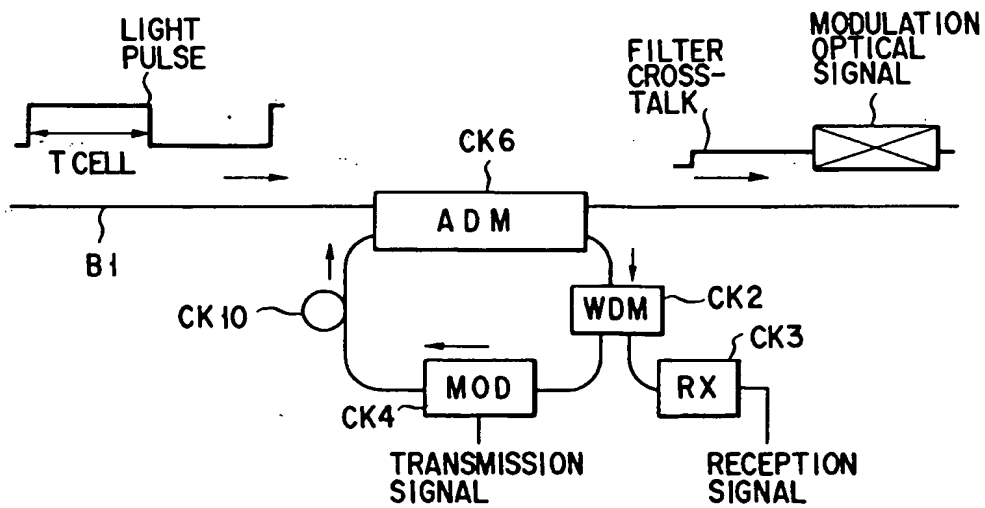 LIGHT
PULSE
T CELL
B1
CK6
ADM
FILTER
CROSS-
TALK
MODULATION
OPTICAL
SIGNAL
CK10
WDM
CK2
CK3
MOD
RX
CK4
TRANSMISSION
SIGNAL
RECEPTION
SIGNAL